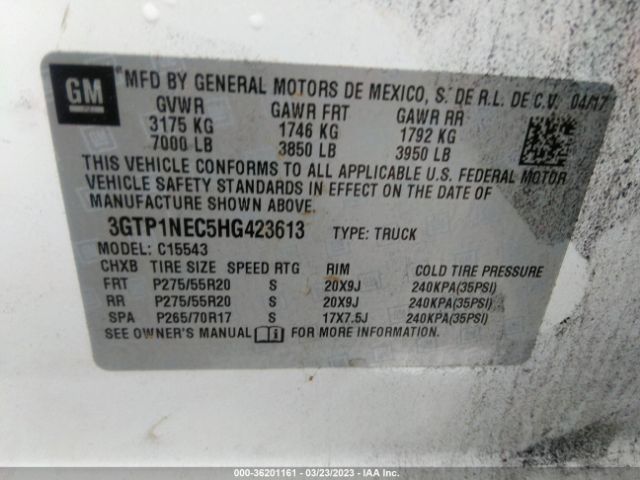 GM
MFD BY GENERAL MOTORS DE MEXICO, S. DE R.L. DE C.V. 04/17
GVWR GAWR FRT GAWR RR
3175 KG 1746 KG 1792 KG
7000 LB 3850 LB 3950 LB
THIS VEHICLE CONFORMS TO ALL APPLICABLE U.S. FEDERAL MOTOR
VEHICLE SAFETY STANDARDS IN EFFECT ON THE DATE OF
MANUFACTURE SHOWN ABOVE.
3GTP1NEC5HG423613 TYPE: TRUCK
MODEL: C15543
CHXB TIRE SIZE SPEED RTG RIM COLD TIRE PRESSURE
FRT P275/55R20 S 20X9J 240KPA(35PSI)
RR P275/55R20 S 20X9J 240KPA(35PSI)
SPA P265/70R17 S 17X7.5J 240KPA(35PSI)
SEE OWNER'S MANUAL FOR MORE INFORMATION
000-36201161 - 03/23/2023 - IAA Inc.